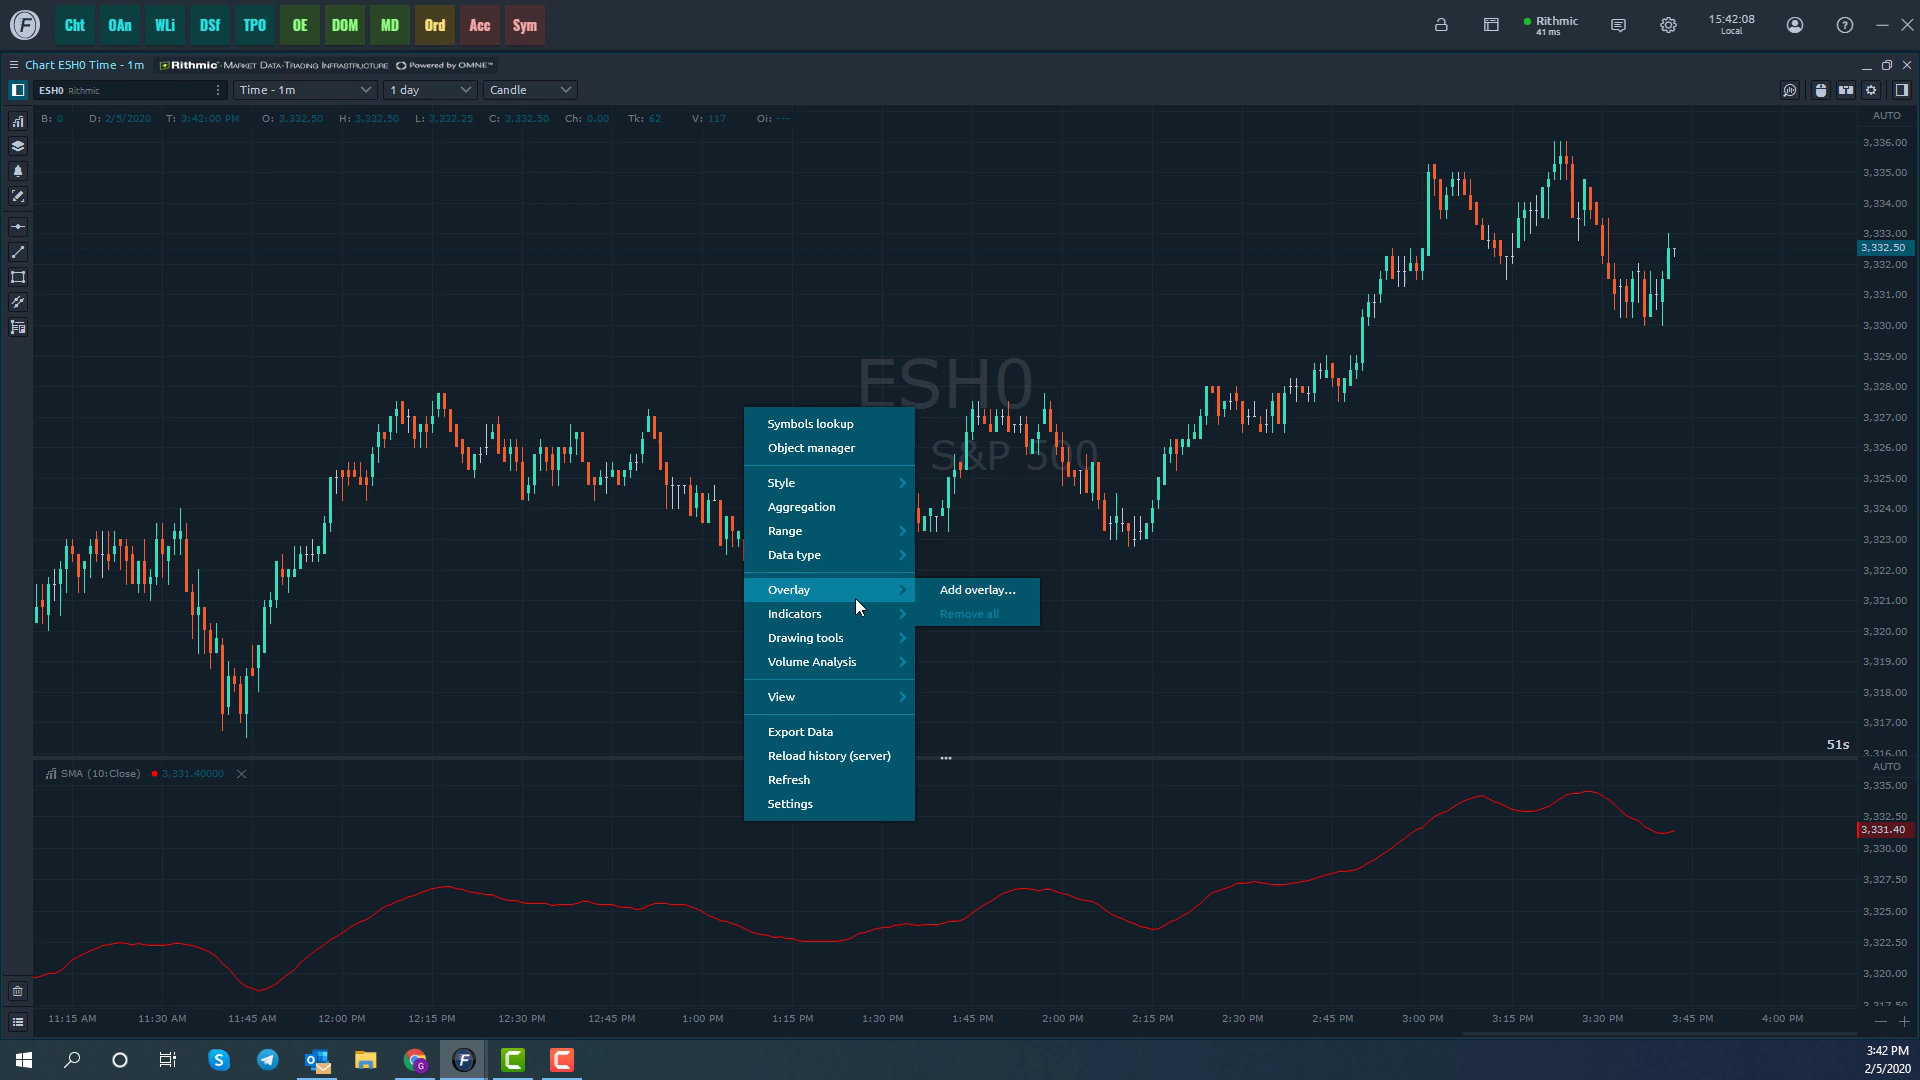 F Cht OAn WLi DSf TPO OE DOM MD Ord Acc Sym Rithmic 41 ms 15:42:08 Local
Chart ESH0 Time - 1m Rithmic MARKET DATA-TRADING INFRASTRUCTURE Powered by OMNE™
ESH0 Rithmic Time - 1m 1 day Candle
B: 0 D: 2/5/2020 T: 3:42:00 PM O: 3,332.50 H: 3,332.50 L: 3,332.25 C: 3,332.50 Ch: 0.00 Tk: 62 V: 117 Oi: ---
AUTO
3,336.00
3,335.00
3,334.00
3,333.00
3,332.50
3,332.00
3,331.00
3,330.00
3,329.00
3,328.00
3,327.00
3,326.00
3,325.00
3,324.00
3,323.00
3,322.00
3,321.00
3,320.00
3,319.00
3,318.00
3,317.00
3,316.00
ESH0
S&P 500
Symbols lookup
Object manager
Style
Aggregation
Range
Data type
Overlay
Indicators
Drawing tools
Volume Analysis
View
Export Data
Reload history (server)
Refresh
Settings
Add overlay...
Remove all
51s
SMA (10:Close) 3,331.40000
AUTO
3,335.00
3,332.50
3,331.40
3,330.00
3,327.50
3,325.00
3,322.50
3,320.00
3,317.50
11:15 AM 11:30 AM 11:45 AM 12:00 PM 12:15 PM 12:30 PM 12:45 PM 1:00 PM 1:15 PM 1:30 PM 1:45 PM 2:00 PM 2:15 PM 2:30 PM 2:45 PM 3:00 PM 3:15 PM 3:30 PM 3:45 PM 4:00 PM
3:42 PM
2/5/2020